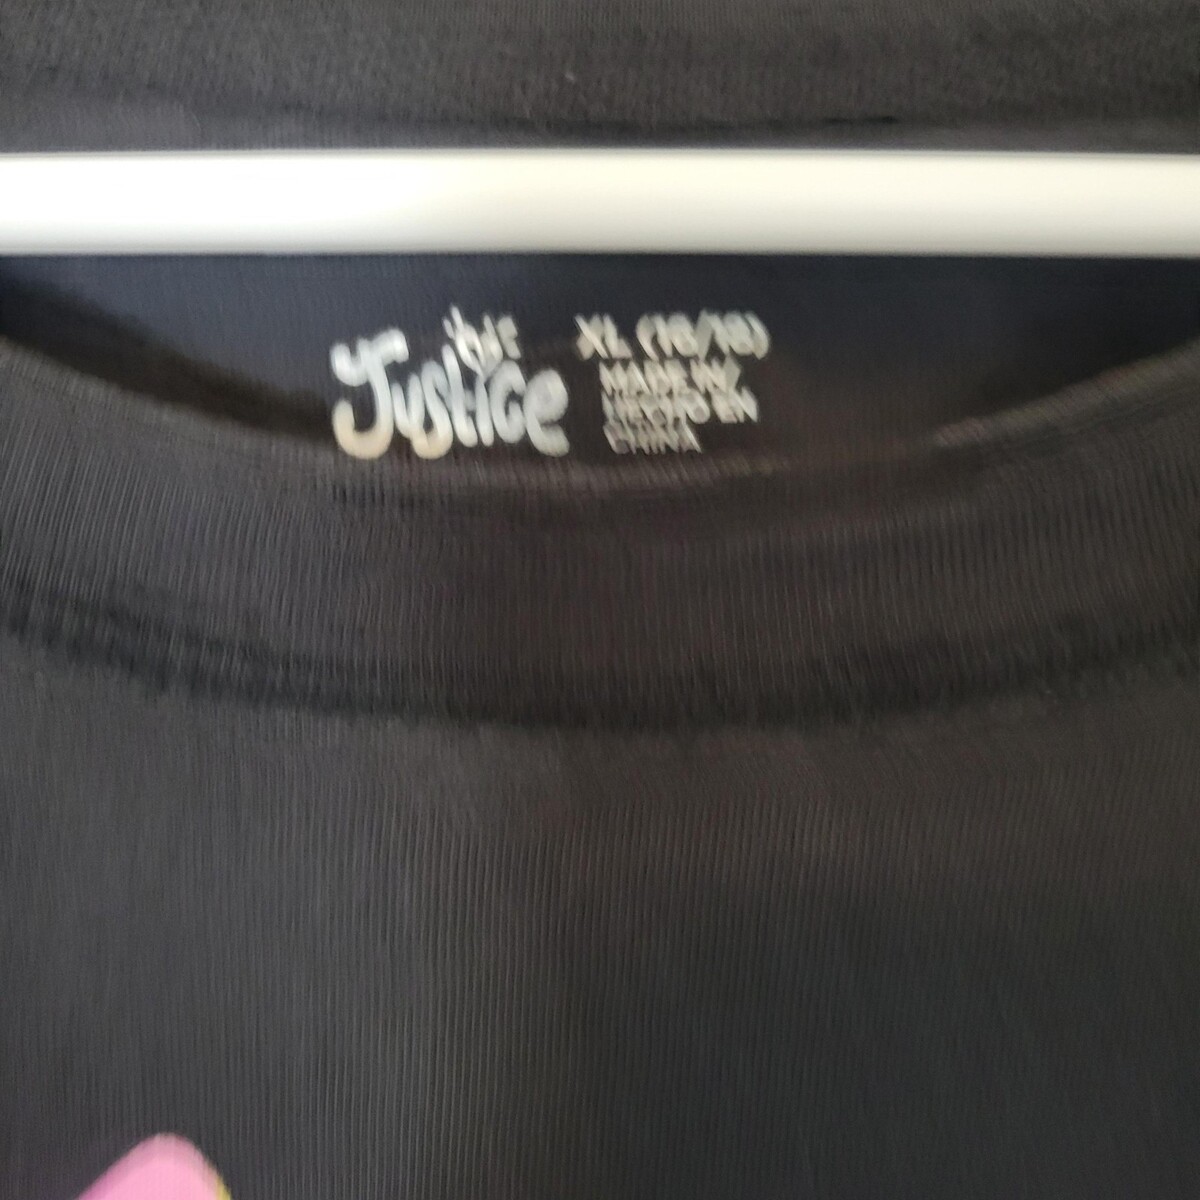 Justice
XL (16/18)
MADE IN/
HECHO EN
CHINA